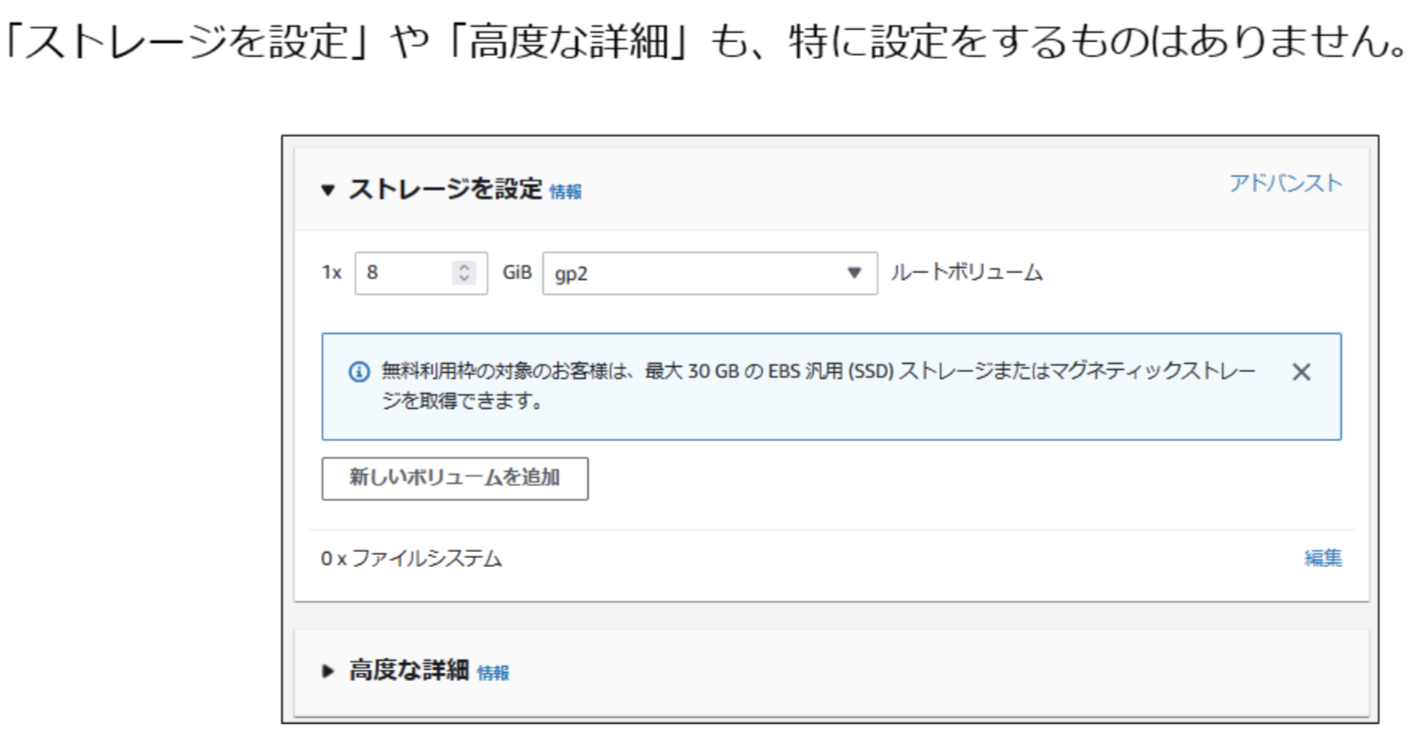 「ストレージを設定」や「高度な詳細」も、特に設定をするものはありません。
▼ ストレージを設定 情報 アドバンスト
1x 8 GiB gp2 ▼ ルートボリューム
無料利用枠の対象のお客様は、最大 30 GB の EBS 汎用 (SSD) ストレージまたはマグネティックストレー
ジを取得できます。
新しいボリュームを追加
0 x ファイルシステム 編集
▶ 高度な詳細 情報